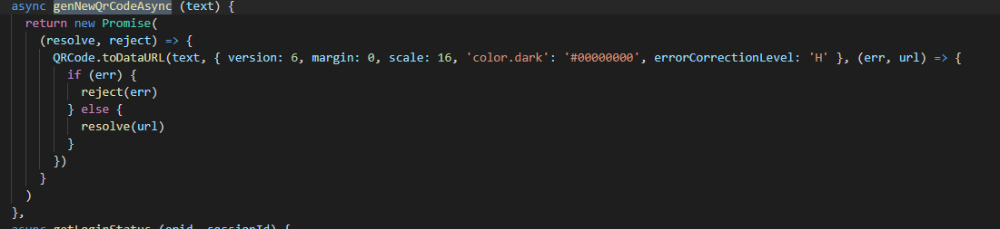 async genNewQrCodeAsync (text) {
return new Promise(
(resolve, reject) => {
QRCode.toDataURL(text, { version: 6, margin: 0, scale: 16, 'color.dark': '#00000000', errorCorrectionLevel: 'H' }, (err, url) => {
if (err) {
reject(err)
} else {
resolve(url)
}
})
}
)
},
async getLoginStatus (opid, sessionId) {